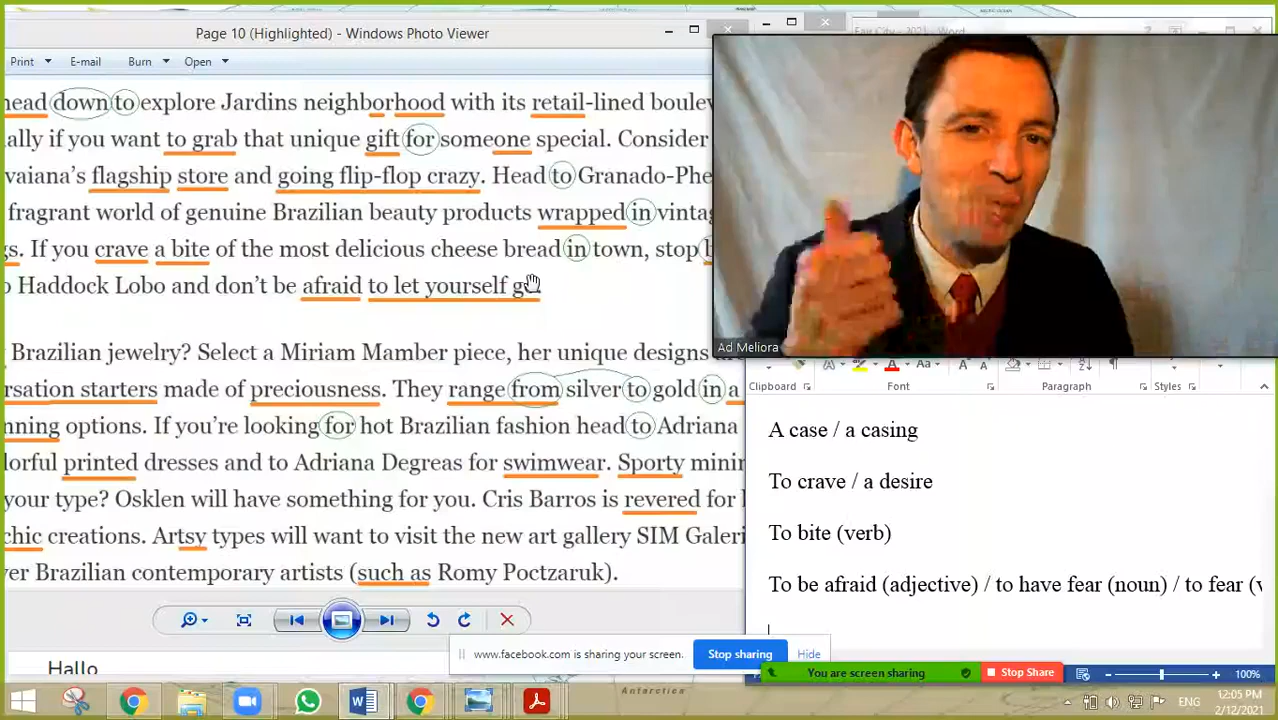 Page 10 (Highlighted) - Windows Photo Viewer
Print E-mail Burn Open
East City - 2021 - Word
head down to explore Jardins neighborhood with its retail-lined
ally if you want to grab that unique gift for someone special. Consider
vaiana's flagship store and going flip-flop crazy. Head to
fragrant world of genuine Brazilian beauty products wrapped in
gs. If you crave a bite of the most delicious cheese bread in town, stop
o Haddock Lobo and don't be afraid to let yourself
Brazilian jewelry? Select a Miriam Mamber piece, her unique designs
rsation starters made of preciousness. They range from silver to gold in a
nning options. If you're looking for hot Brazilian fashion head to Adriana
lorful printed dresses and to Adriana Degreas for swimwear. Sporty
your type? Osklen will have something for you. Cris Barros is revered for
chic creations. Artsy types will want to visit the new art gallery SIM
ver Brazilian contemporary artists (such as Romy Poctzaruk).
Ad Meliora
Clipboard Font Paragraph Styles
A case / a casing
To crave / a desire
To bite (verb)
To be afraid (adjective) / to have fear (noun) / to fear (v
Hallo
www.facebook.com is sharing your screen. Stop sharing Hide
You are screen sharing Stop Share
100%
Antarctica
ENG
12:05 PM
2/12/2021